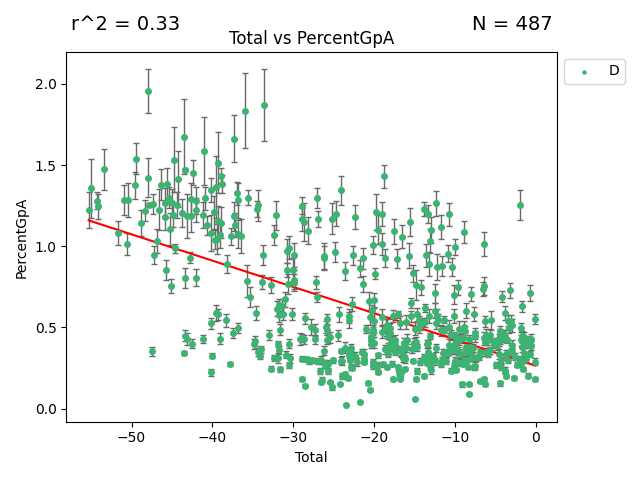 r^2 = 0.33
N = 487
Total vs PercentGpA
D
2.0
1.5
1.0
0.5
0.0
PercentGpA
−50
−40
−30
−20
−10
0
Total